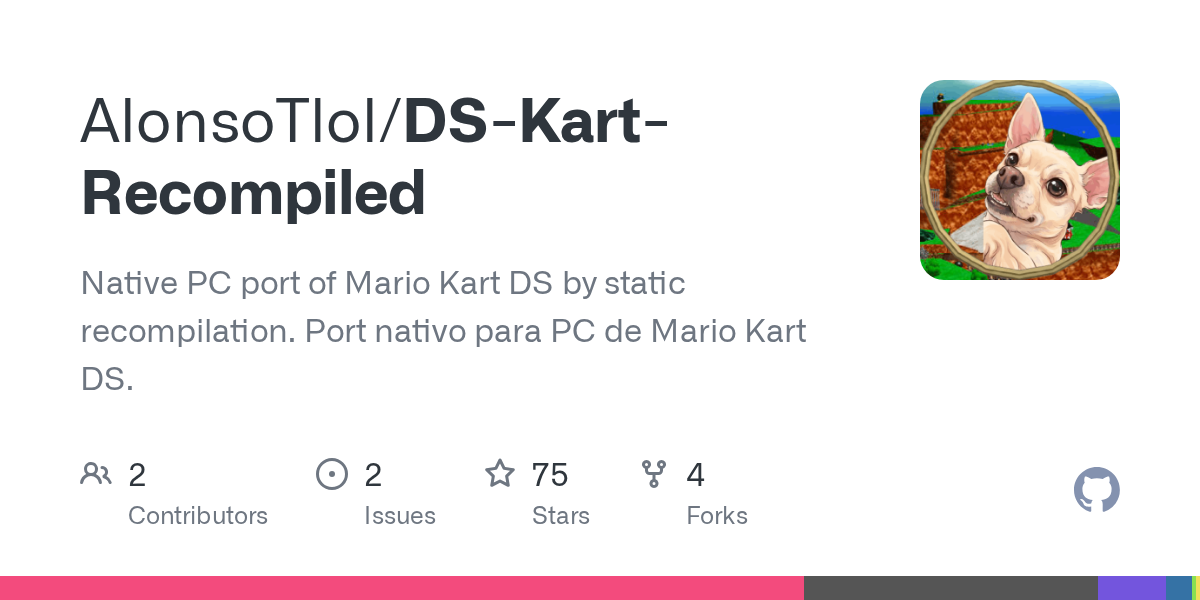 AlonsoTlol/DS-Kart-
Recompiled
Native PC port of Mario Kart DS by static
recompilation. Port nativo para PC de Mario Kart
DS.
2 2 75 4
Contributors Issues Stars Forks